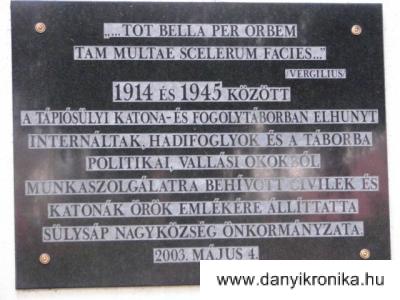 „...TOT BELLA PER ORBEM
TAM MULTAE SCELERUM FACIES...”
/VERGILIUS/
1914 ÉS 1945 KÖZÖTT
A TÁPIÓSÜLYI KATONA-ÉS FOGOLYTÁBORBAN ELHUNYT
INTERNÁLTAK, HADIFOGLYOK ÉS A TÁBORBA
POLITIKAI, VALLÁSI OKOKBÓL
MUNKASZOLGÁLATRA BEHÍVOTT CIVILEK ÉS
KATONÁK ÖRÖK EMLÉKÉRE ÁLLÍTTATTA
SÜLYSÁP NAGYKÖZSÉG ÖNKORMÁNYZATA.
2003. MÁJUS 4.
www.danyikronika.hu